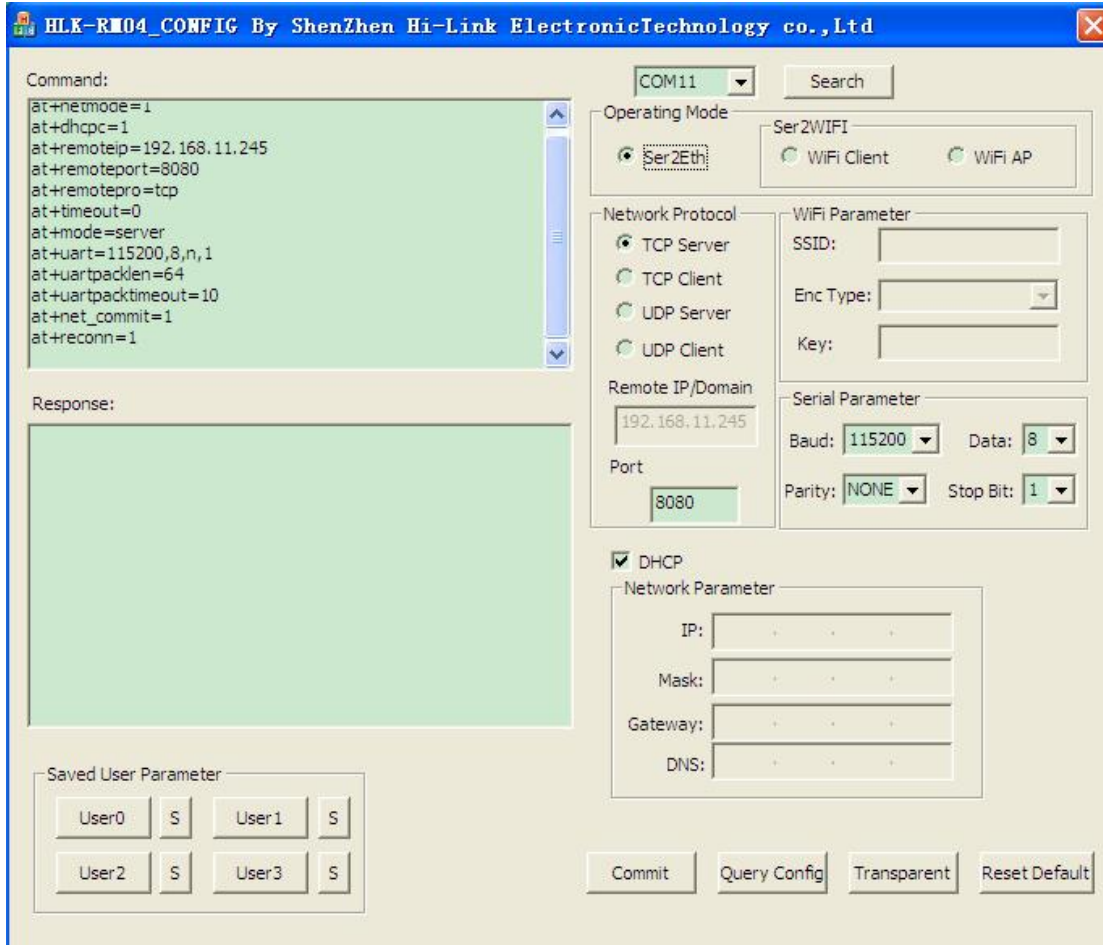 HLK-RM04_CONFIG By ShenZhen Hi-Link ElectronicTechnology co.,Ltd
Command:
at+netmode=1
at+dhcpc=1
at+remoteip=192.168.11.245
at+remoteport=8080
at+remotepro=tcp
at+timeout=0
at+mode=server
at+uart=115200,8,n,1
at+uartpacklen=64
at+uartpacktimeout=10
at+net_commit=1
at+reconn=1
Response:
Saved User Parameter
User0 S User1 S
User2 S User3 S
COM11 Search
Operating Mode
Ser2Eth
Ser2WIFI
WiFi Client WiFi AP
Network Protocol
TCP Server
TCP Client
UDP Server
UDP Client
Remote IP/Domain
192.168.11.245
Port
8080
WiFi Parameter
SSID:
Enc Type:
Key:
Serial Parameter
Baud: 115200 Data: 8
Parity: NONE Stop Bit: 1
DHCP
Network Parameter
IP:
Mask:
Gateway:
DNS:
Commit Query Config Transparent Reset Default